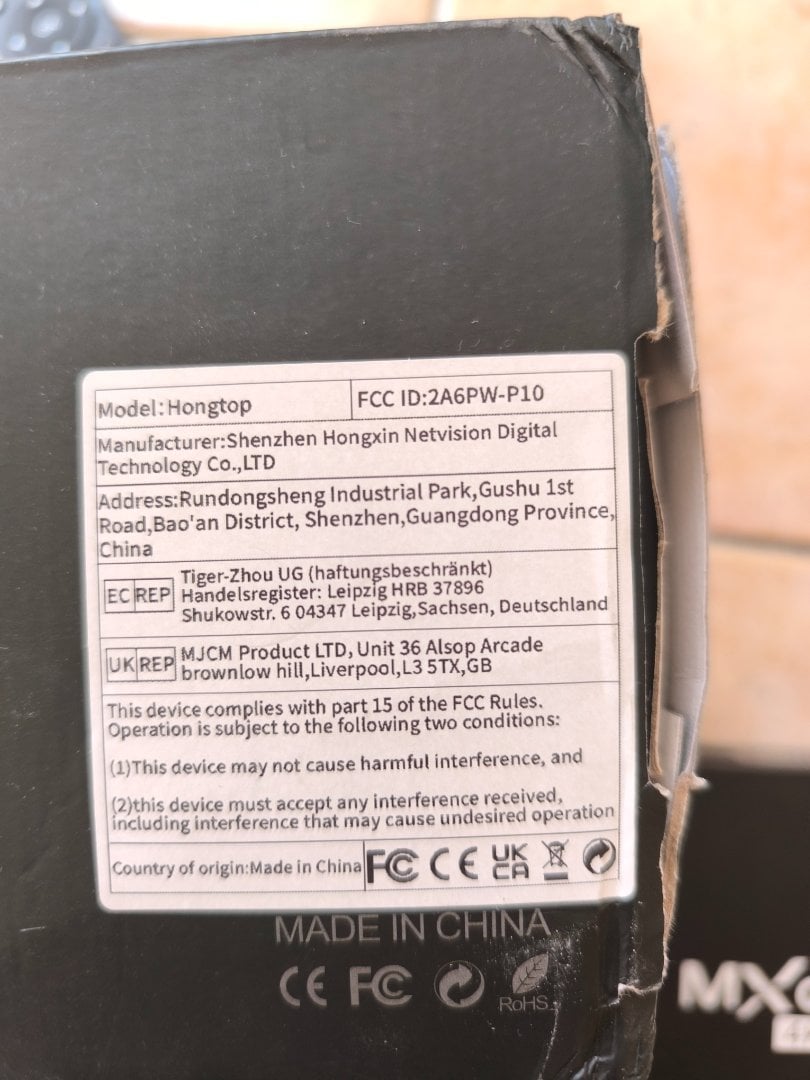 Model:Hongtop
FCC ID:2A6PW-P10
Manufacturer:Shenzhen Hongxin Netvision Digital
Technology Co.,LTD
Address:Rundongsheng Industrial Park,Gushu 1st
Road,Bao'an District, Shenzhen,Guangdong Province,
China
EC REP
Tiger-Zhou UG (haftungsbeschränkt)
Handelsregister: Leipzig HRB 37896
Shukowstr. 6 04347 Leipzig,Sachsen, Deutschland
UK REP
MJCM Product LTD, Unit 36 Alsop Arcade
brownlow hill,Liverpool,L3 5TX,GB
This device complies with part 15 of the FCC Rules.
Operation is subject to the following two conditions:
(1)This device may not cause harmful interference, and
(2)this device must accept any interference received,
including interference that may cause undesired operation
Country of origin:Made in China
FC CE UK
CA
MADE IN CHINA
CE FC
RoHS
MX